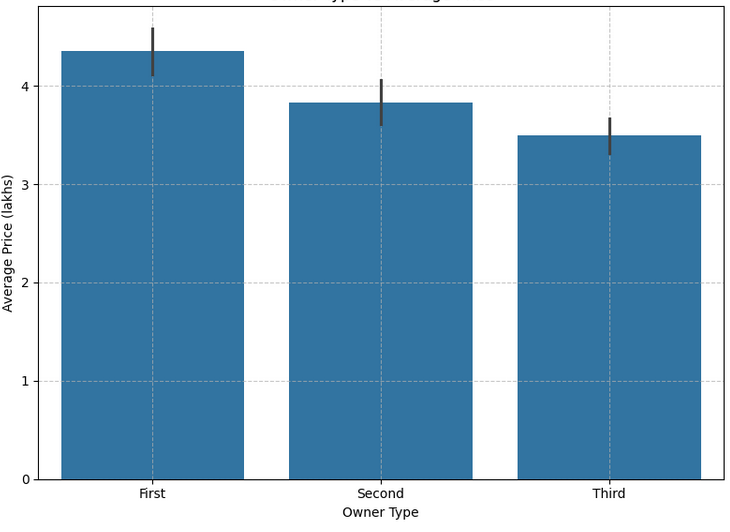 4
3
2
1
0
Average Price (lakhs)
First Second Third
Owner Type